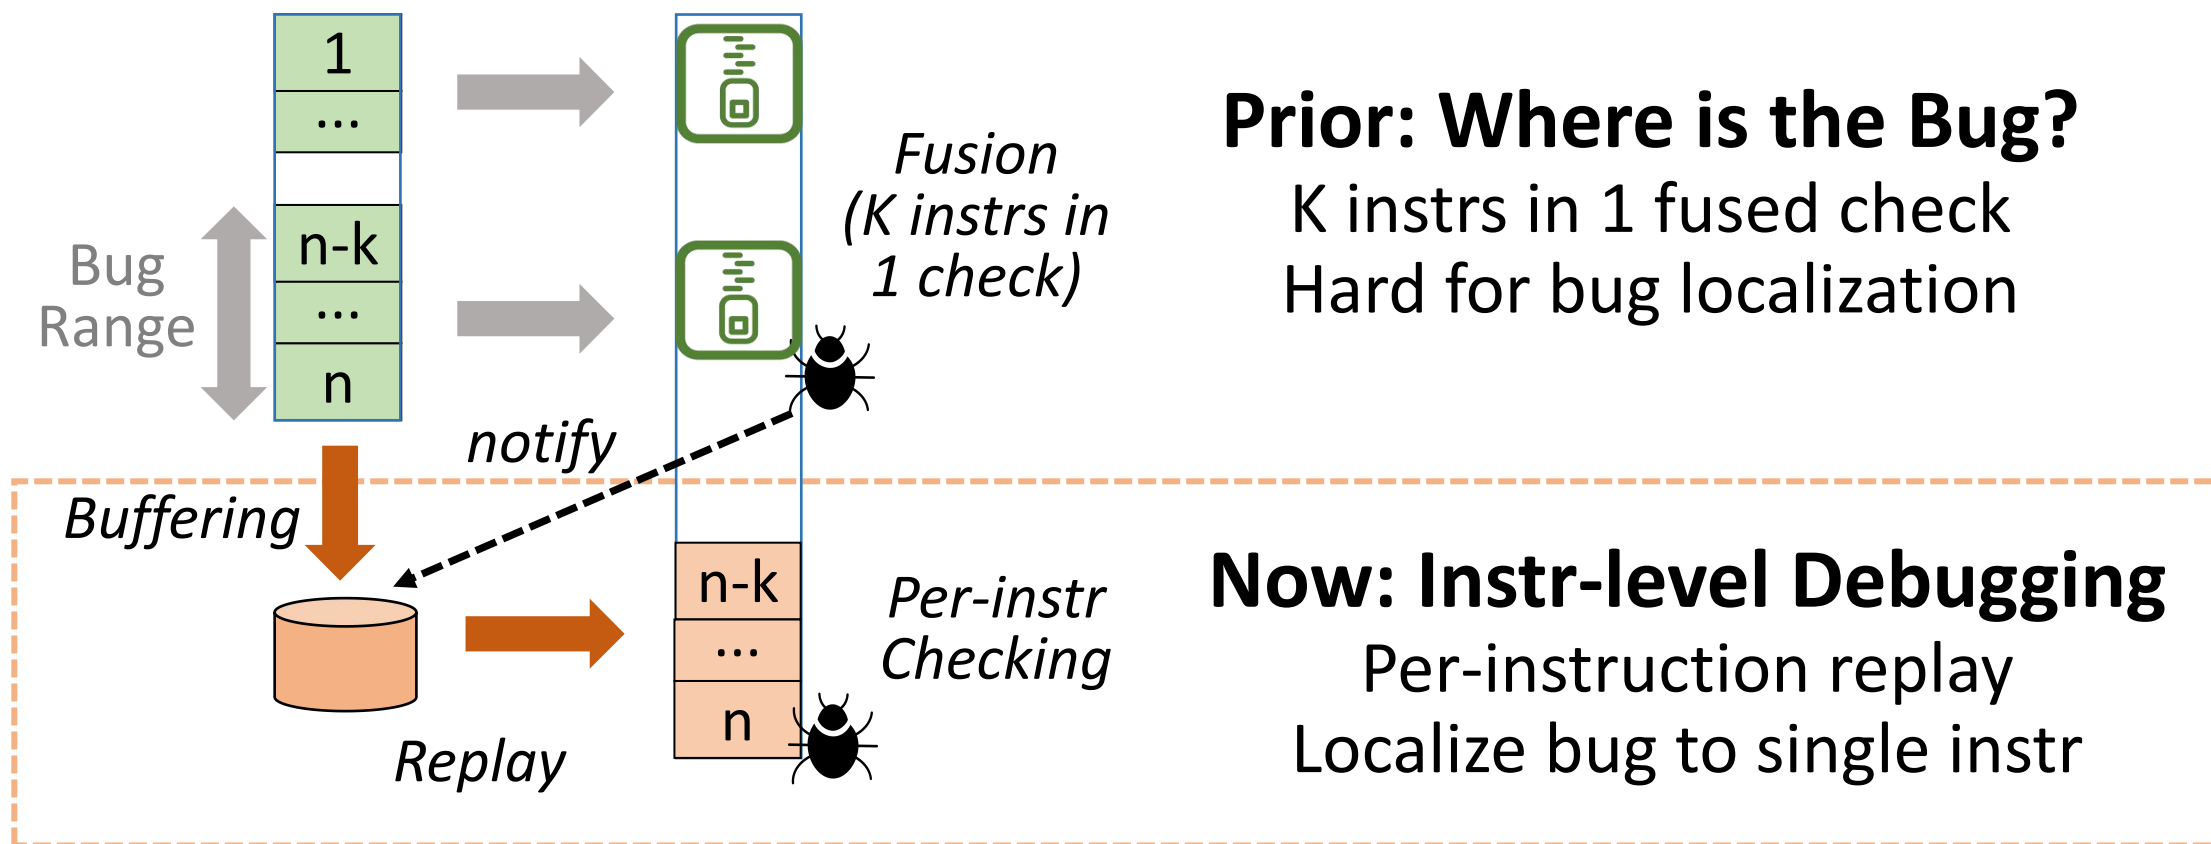 1
...
n-k
...
n
Bug
Range
Fusion
(K instrs in
1 check)
Prior: Where is the Bug?
K instrs in 1 fused check
Hard for bug localization
notify
Buffering
Replay
n-k
...
n
Per-instr
Checking
Now: Instr-level Debugging
Per-instruction replay
Localize bug to single instr